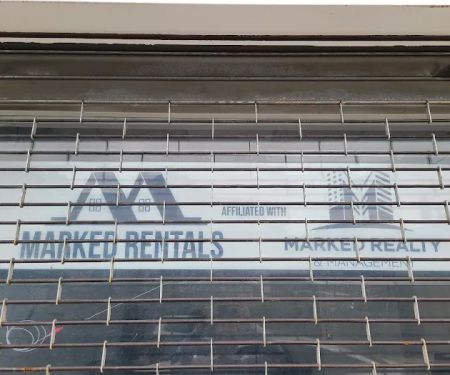 MARKED RENTALS
AFFILIATED WITH
MARKED REALTY
& MANAGEMENT